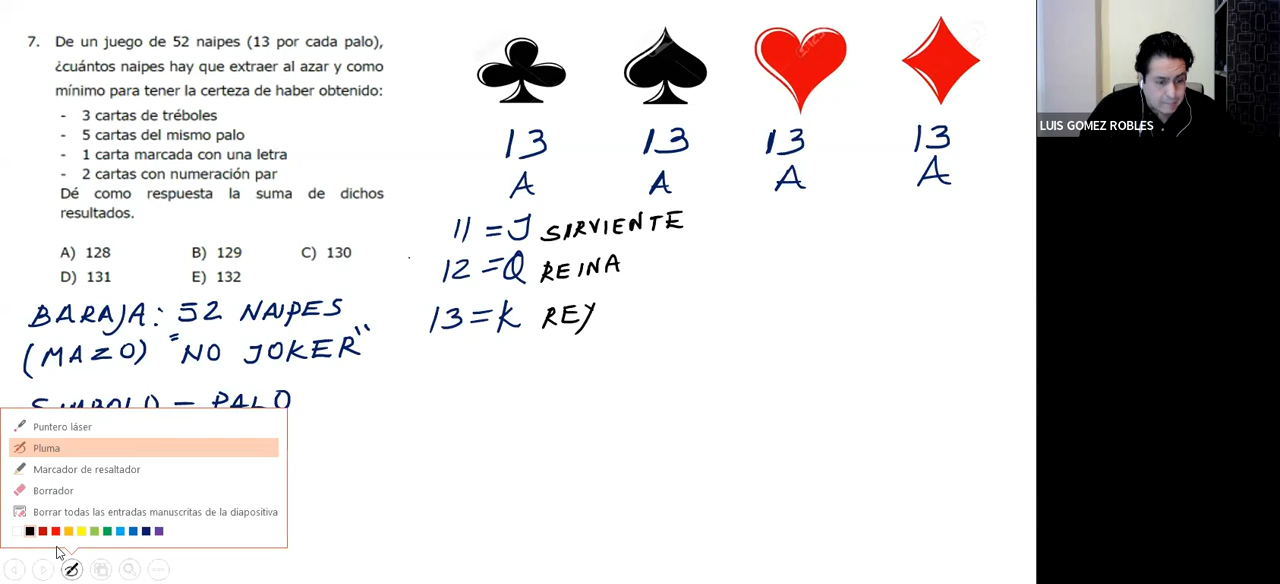 7. De un juego de 52 naipes (13 por cada palo),
¿cuántos naipes hay que extraer al azar y como
mínimo para tener la certeza de haber obtenido:
- 3 cartas de tréboles
- 5 cartas del mismo palo
- 1 carta marcada con una letra
- 2 cartas con numeración par
Dé como respuesta la suma de dichos
resultados.
A) 128 B) 129 C) 130
D) 131 E) 132
BARAJA: 52 NAIPES
(MAZO) "NO JOKER"
SIMBOLO = PALO
13 13 13 13
A A A A
11 = J SIRVIENTE
12 = Q REINA
13 = K REY
LUIS GOMEZ ROBLES
Puntero láser
Pluma
Marcador de resaltador
Borrador
Borrar todas las entradas manuscritas de la diapositiva